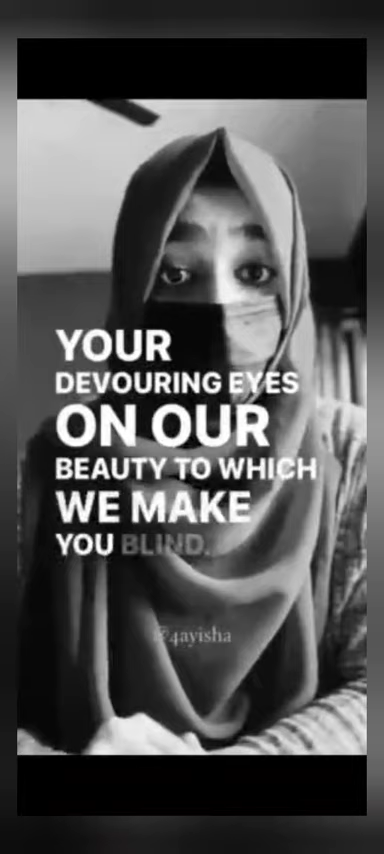 YOUR
DEVOURING EYES
ON OUR
BEAUTY TO WHICH
WE MAKE
YOU BLIND.
@4ayisha